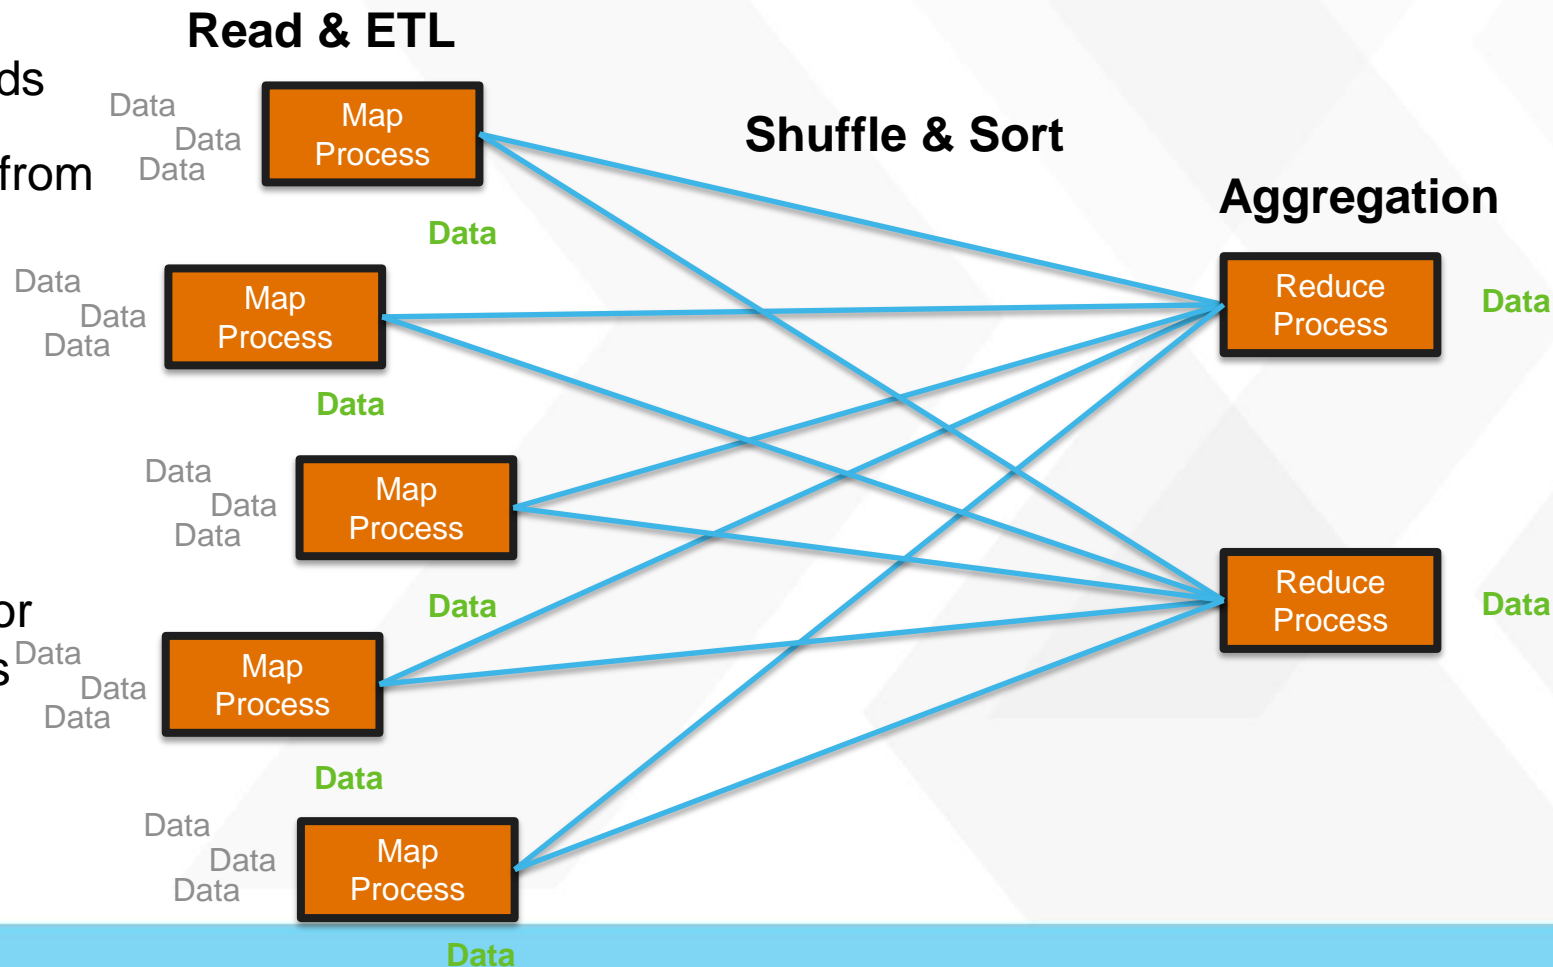 Read & ETL
ds
from
or
s
Data
Data
Data
Map
Process
Data
Data
Data
Data
Map
Process
Data
Data
Data
Data
Map
Process
Data
Data
Data
Data
Map
Process
Data
Data
Data
Data
Map
Process
Data
Shuffle & Sort
Aggregation
Reduce
Process
Data
Reduce
Process
Data